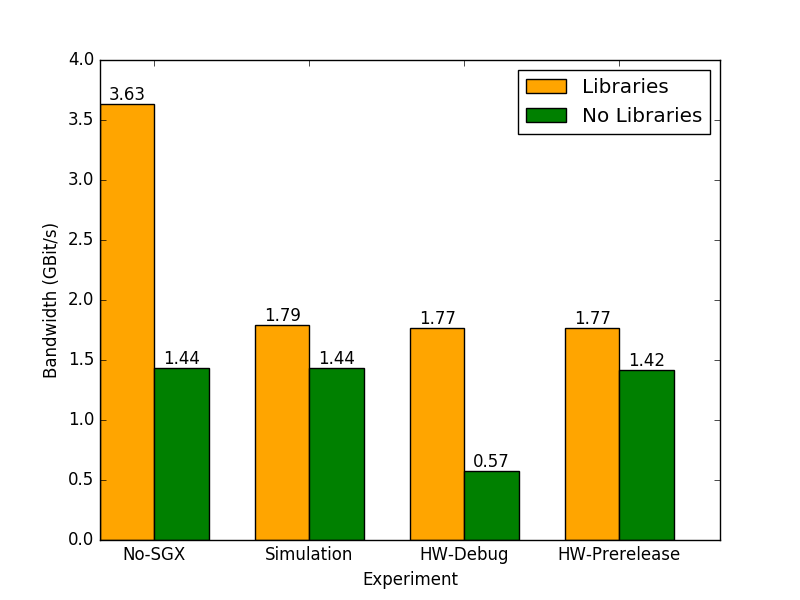 4.0
3.5
3.0
2.5
2.0
1.5
1.0
0.5
0.0
Bandwidth (GBit/s)
3.63
1.44
1.79
1.44
1.77
0.57
1.77
1.42
Libraries
No Libraries
No-SGX
Simulation
HW-Debug
HW-Prerelease
Experiment